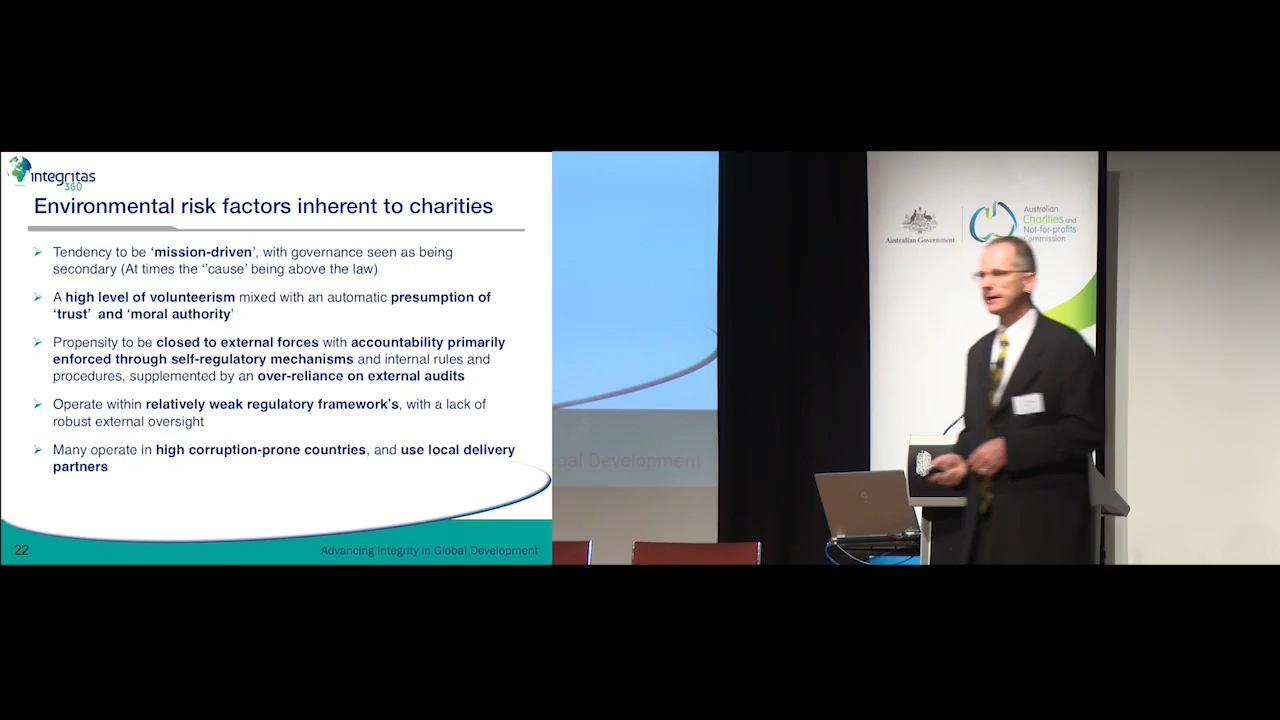 integritas
360
Environmental risk factors inherent to charities
Tendency to be ‘mission-driven’, with governance seen as being
secondary (At times the ‘’cause’ being above the law)
A high level of volunteerism mixed with an automatic presumption of
‘trust’ and ‘moral authority’
Propensity to be closed to external forces with accountability primarily
enforced through self-regulatory mechanisms and internal rules and
procedures, supplemented by an over-reliance on external audits
Operate within relatively weak regulatory framework’s, with a lack of
robust external oversight
Many operate in high corruption-prone countries, and use local delivery
partners
22
Advancing Integrity in Global Development
bal Development
Australian Government
Australian
Charities and
Not-for-profits
Commission